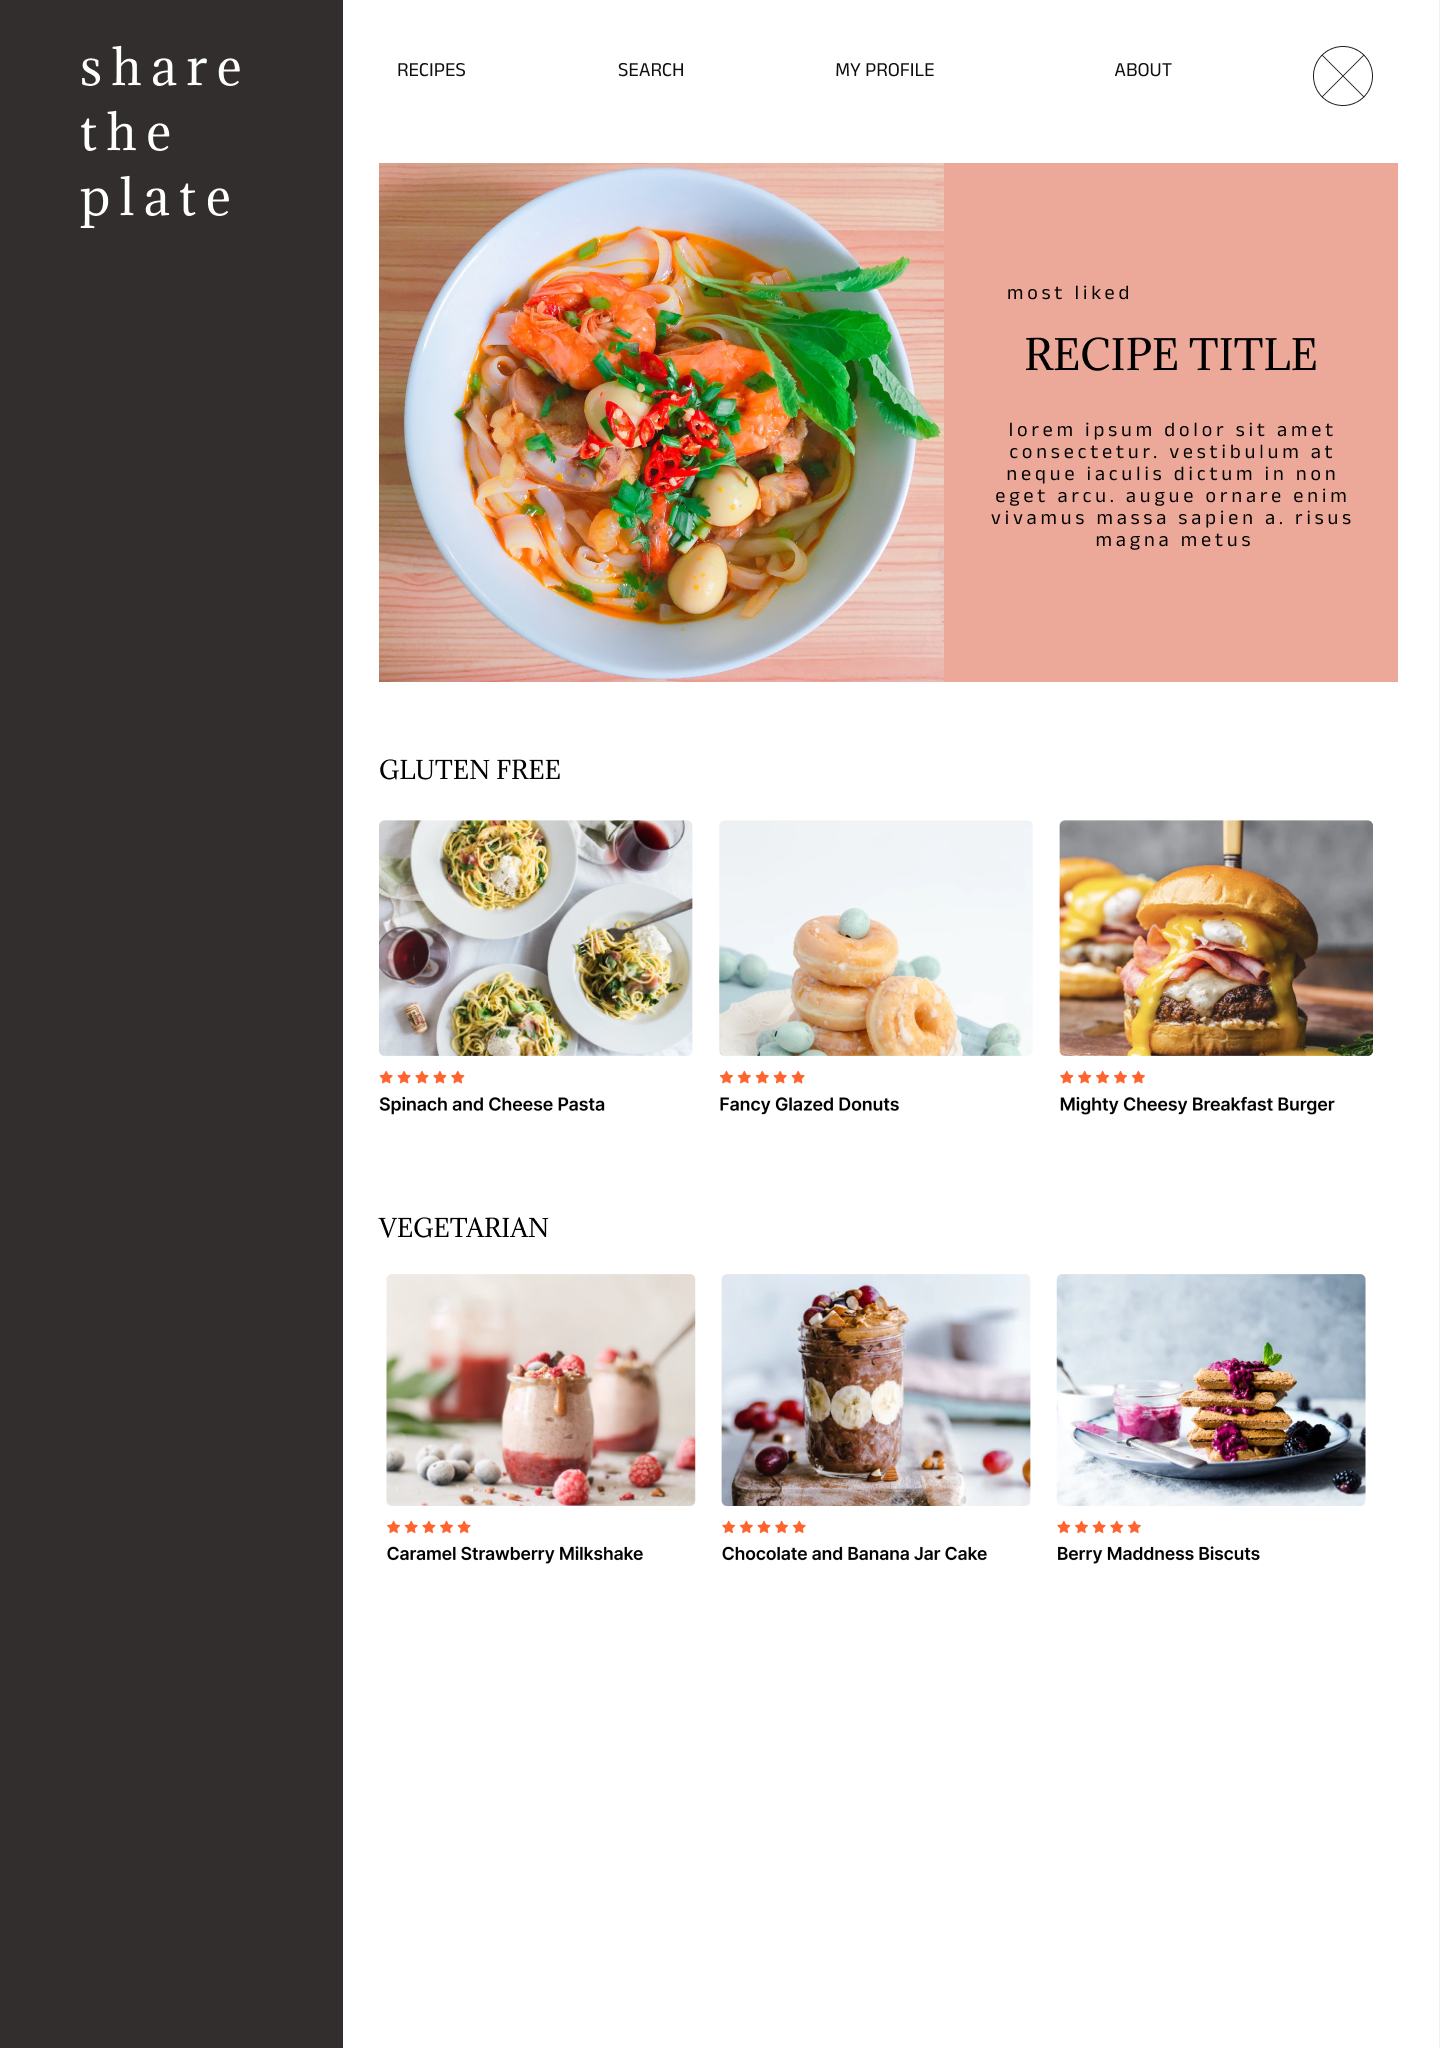 share
the
plate
RECIPES
SEARCH
MY PROFILE
ABOUT
most liked
RECIPE TITLE
lorem ipsum dolor sit amet
consectetur. vestibulum at
neque iaculis dictum in non
eget arcu. augue ornare enim
vivamus massa sapien a. risus
magna metus
GLUTEN FREE
Spinach and Cheese Pasta
Fancy Glazed Donuts
Mighty Cheesy Breakfast Burger
VEGETARIAN
Caramel Strawberry Milkshake
Chocolate and Banana Jar Cake
Berry Maddness Biscuts